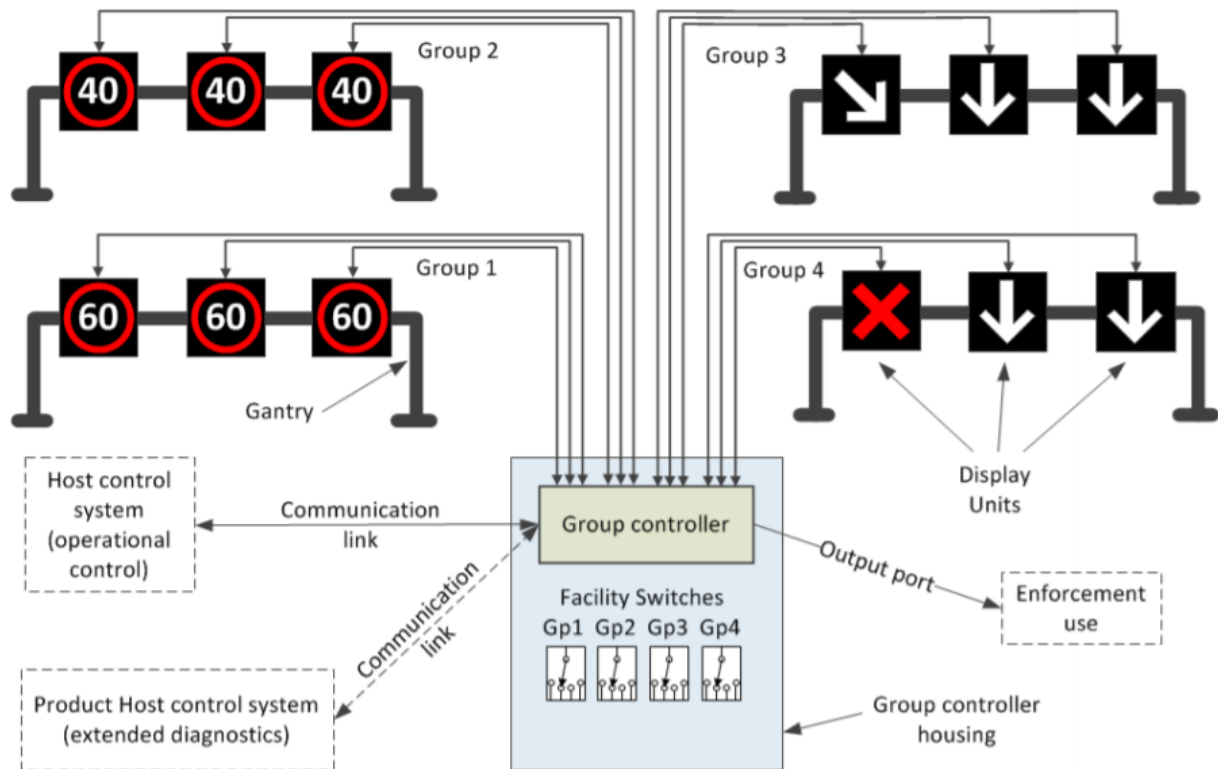 Group 2
40
40
40
Group 3
Group 1
60
60
60
Group 4
Gantry
Display
Units
Host control
system
(operational
control)
Communication
link
Group controller
Output port
Enforcement
use
Communication
link
Facility Switches
Gp1 Gp2 Gp3 Gp4
Product Host control system
(extended diagnostics)
Group controller
housing